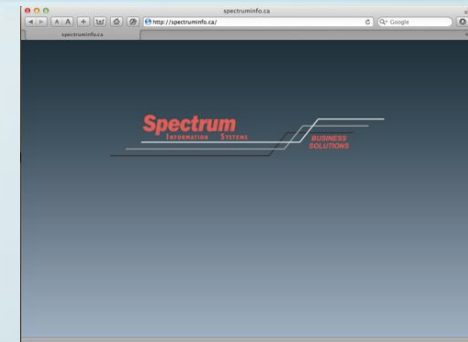 spectruminfo.ca
A A
http://spectruminfo.ca/
Google
spectruminfo.ca
Spectrum
INFORMATION SYSTEMS
BUSINESS
SOLUTIONS